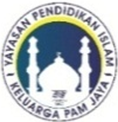 YAYASAN PENDIDIKAN ISLAM
KELUARGA PAM JAYA